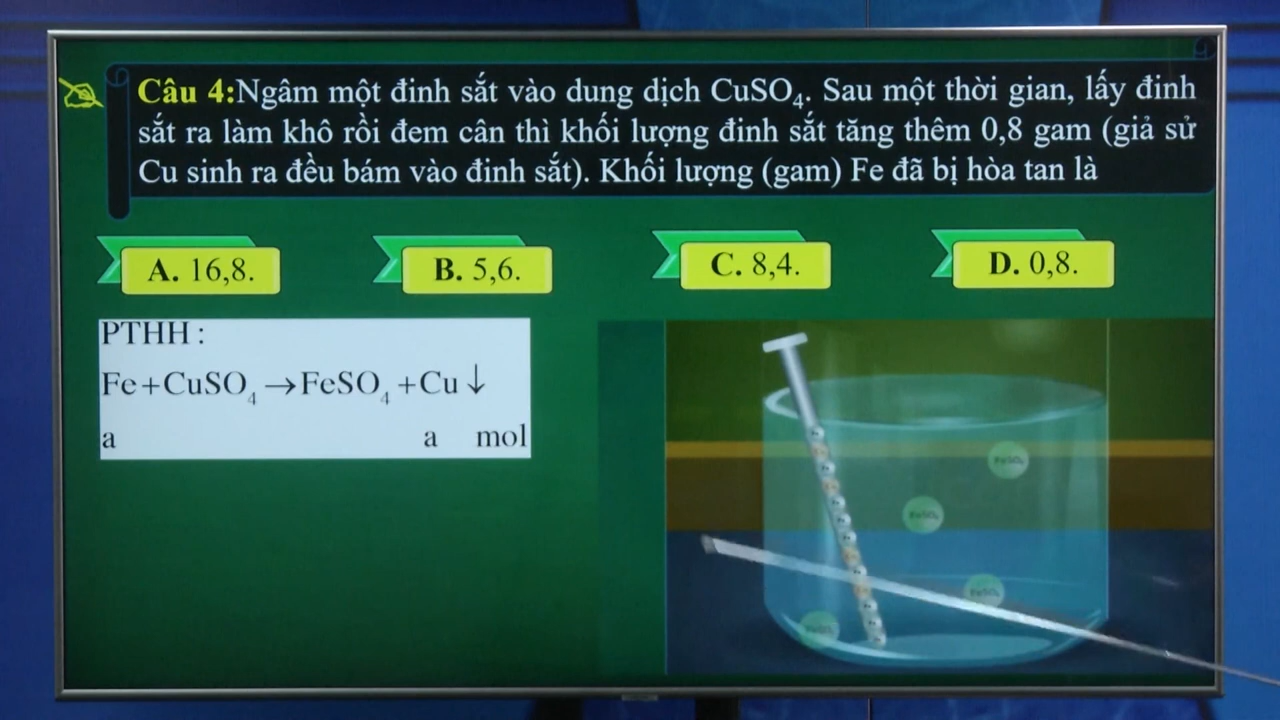 Câu 4:Ngâm một đinh sắt vào dung dịch CuSO₄. Sau một thời gian, lấy đinh
sắt ra làm khô rồi đem cân thì khối lượng đinh sắt tăng thêm 0,8 gam (giả sử
Cu sinh ra đều bám vào đinh sắt). Khối lượng (gam) Fe đã bị hòa tan là
A. 16,8. B. 5,6. C. 8,4. D. 0,8.
PTHH :
Fe+CuSO₄ →FeSO₄ +Cu↓
a a mol
FeSO₄
FeSO₄
FeSO₄